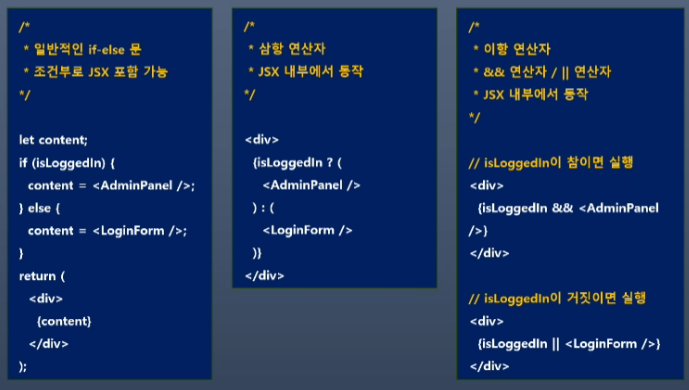 /*
 * 일반적인 if-else 문
 * 조건부로 JSX 포함 가능
*/
let content;
if (isLoggedIn) {
  content = <AdminPanel />;
} else {
  content = <LoginForm />;
}
return (
  <div>
    {content}
  </div>
);
/*
 * 삼항 연산자
 * JSX 내부에서 동작
*/
<div>
  {isLoggedIn ? (
    <AdminPanel />
  ) : (
    <LoginForm />
  )}
</div>
/*
 * 이항 연산자
 * && 연산자 / || 연산자
 * JSX 내부에서 동작
*/
// isLoggedIn이 참이면 실행
<div>
  {isLoggedIn && <AdminPanel
/>}
</div>
// isLoggedIn이 거짓이면 실행
<div>
  {isLoggedIn || <LoginForm />}
</div>